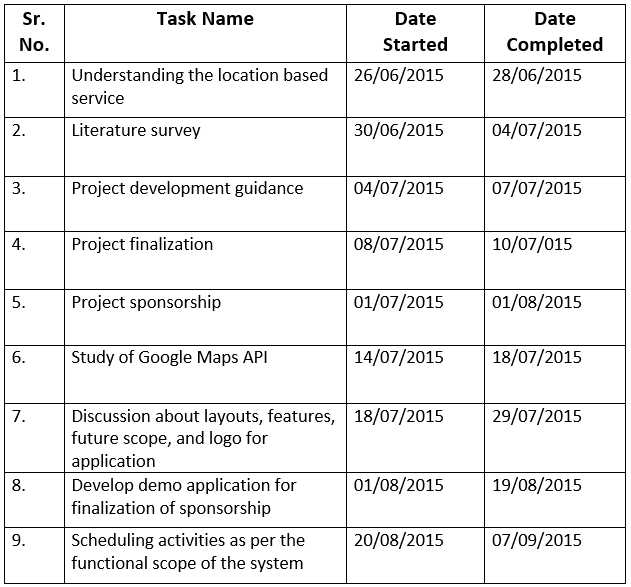 Sr. No. Task Name Date Started Date Completed
1. Understanding the location based service 26/06/2015 28/06/2015
2. Literature survey 30/06/2015 04/07/2015
3. Project development guidance 04/07/2015 07/07/2015
4. Project finalization 08/07/2015 10/07/015
5. Project sponsorship 01/07/2015 01/08/2015
6. Study of Google Maps API 14/07/2015 18/07/2015
7. Discussion about layouts, features, future scope, and logo for application 18/07/2015 29/07/2015
8. Develop demo application for finalization of sponsorship 01/08/2015 19/08/2015
9. Scheduling activities as per the functional scope of the system 20/08/2015 07/09/2015